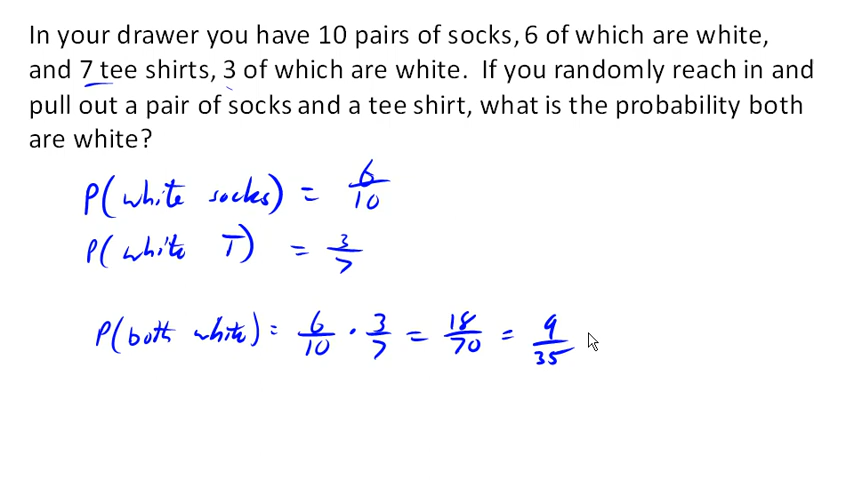 In your drawer you have 10 pairs of socks, 6 of which are white,
and 7 tee shirts, 3 of which are white.  If you randomly reach in and
pull out a pair of socks and a tee shirt, what is the probability both
are white?
P(white socks) = 6/10
P(white T) = 3/7
P(both white) = 6/10 · 3/7 = 18/70 = 9/35